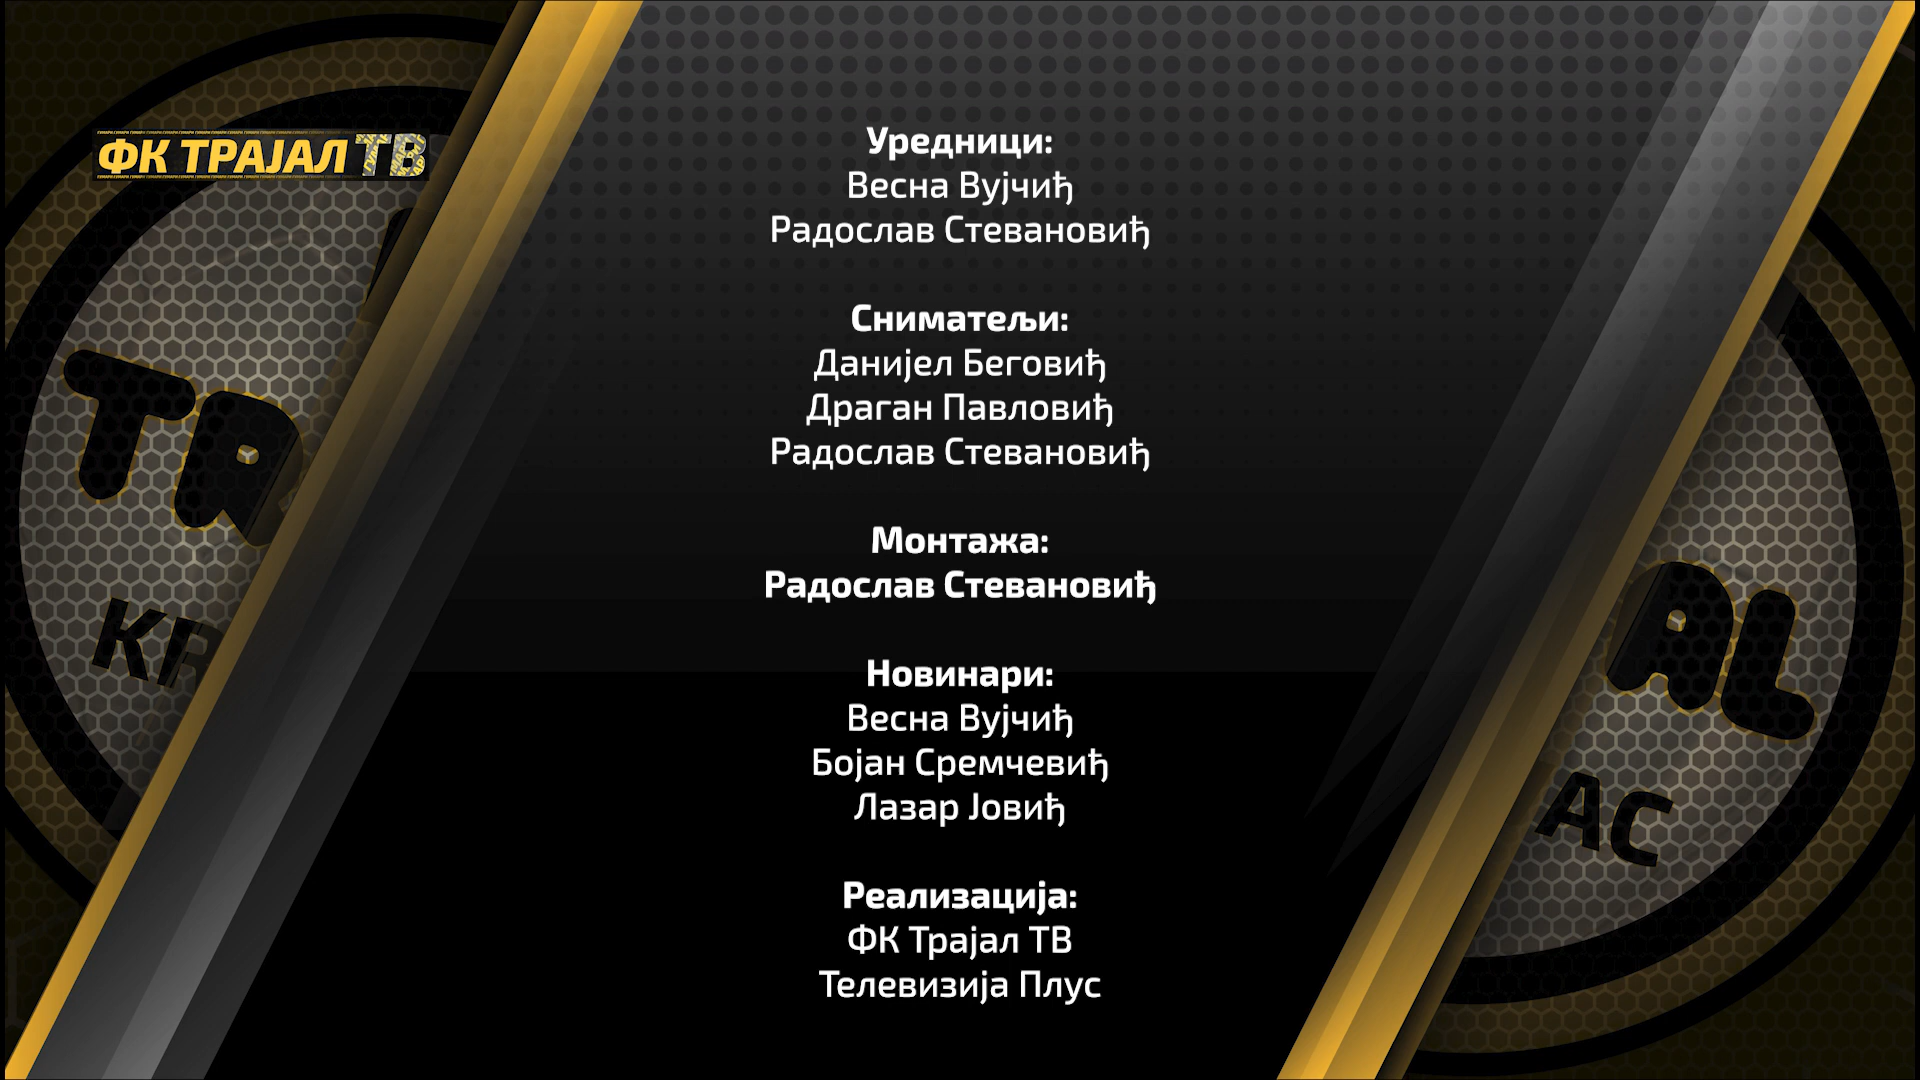 ФК ТРАЈАЛ ТВ
Уредници:
Весна Вујчић
Радослав Стевановић
Сниматељи:
Данијел Беговић
Драган Павловић
Радослав Стевановић
Монтажа:
Радослав Стевановић
Новинари:
Весна Вујчић
Бојан Сремчевић
Лазар Јовић
Реализација:
ФК Трајал ТВ
Телевизија Плус